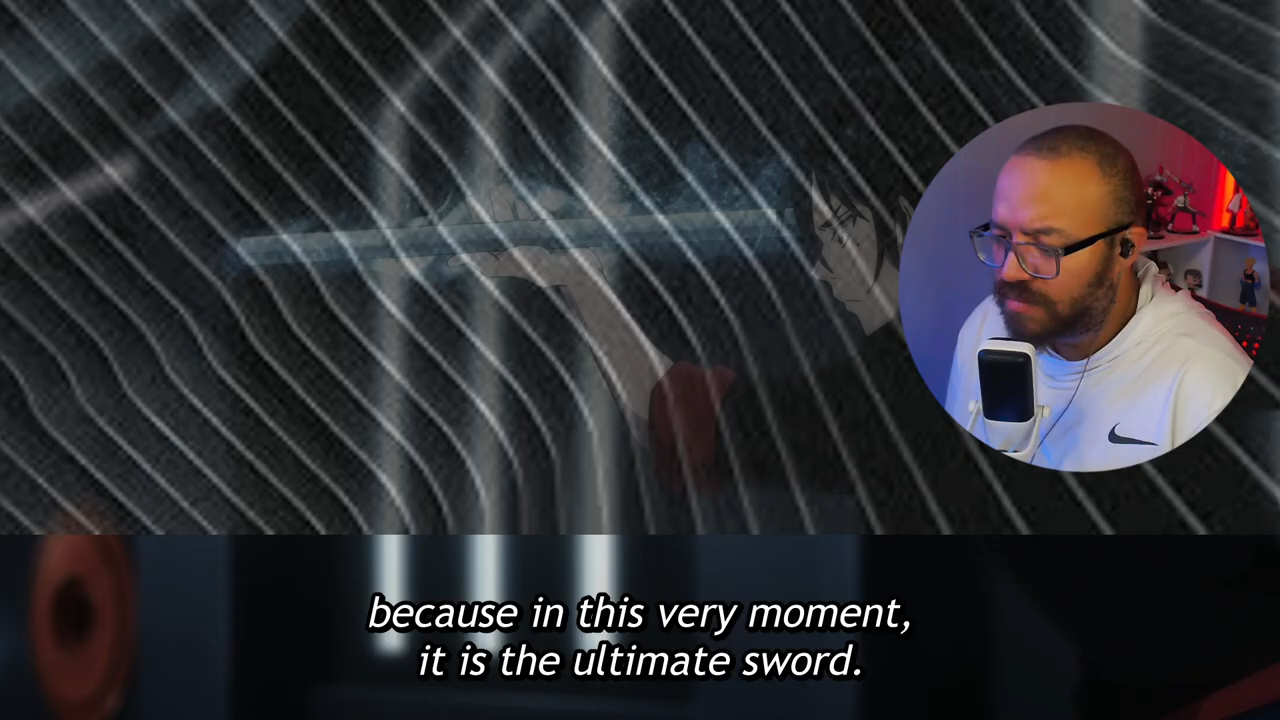 because in this very moment,
it is the ultimate sword.